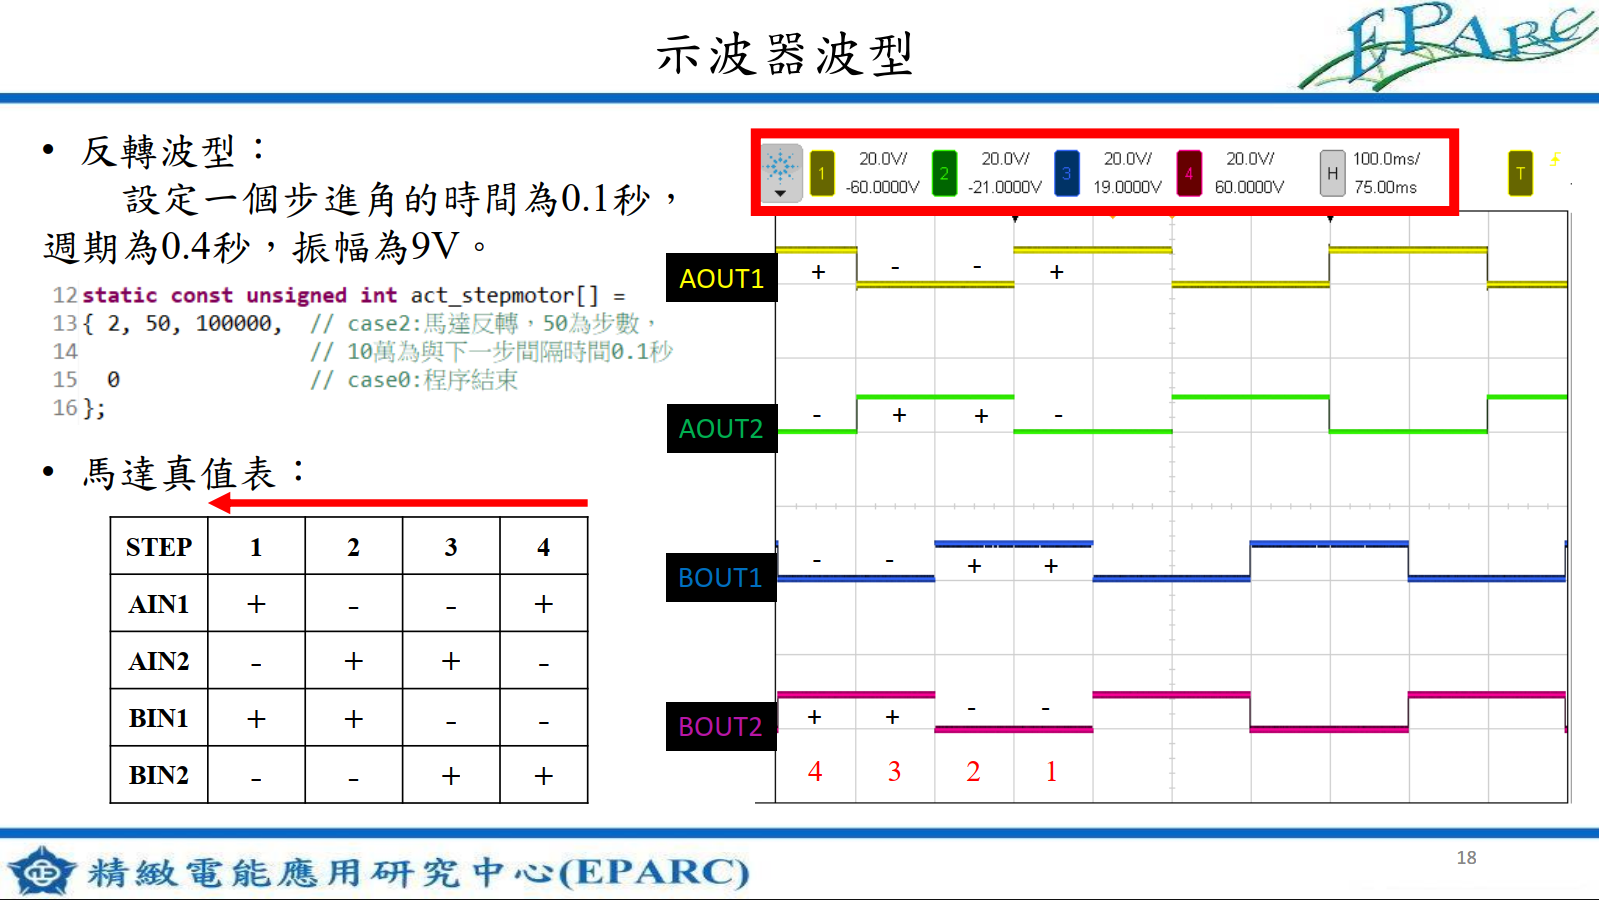 示波器波型
EPARC
• 反轉波型：
設定一個步進角的時間為0.1秒，
週期為0.4秒，振幅為9V。
12 static const unsigned int act_stepmotor[] =
13 { 2, 50, 100000,  // case2:馬達反轉，50為步數，
14 // 10萬為與下一步間隔時間0.1秒
15 0 // case0:程序結束
16 };
• 馬達真值表：
STEP 1 2 3 4
AIN1 + - - +
AIN2 - + + -
BIN1 + + - -
BIN2 - - + +
1 20.0V/ 2 20.0V/ 3 20.0V/ 4 20.0V/ H 100.0ms/ T
-60.0000V -21.0000V 19.0000V 60.0000V 75.00ms
AOUT1 + - - +
AOUT2 - + + -
BOUT1 - - + +
BOUT2 + + - -
4 3 2 1
精緻電能應用研究中心(EPARC)
18